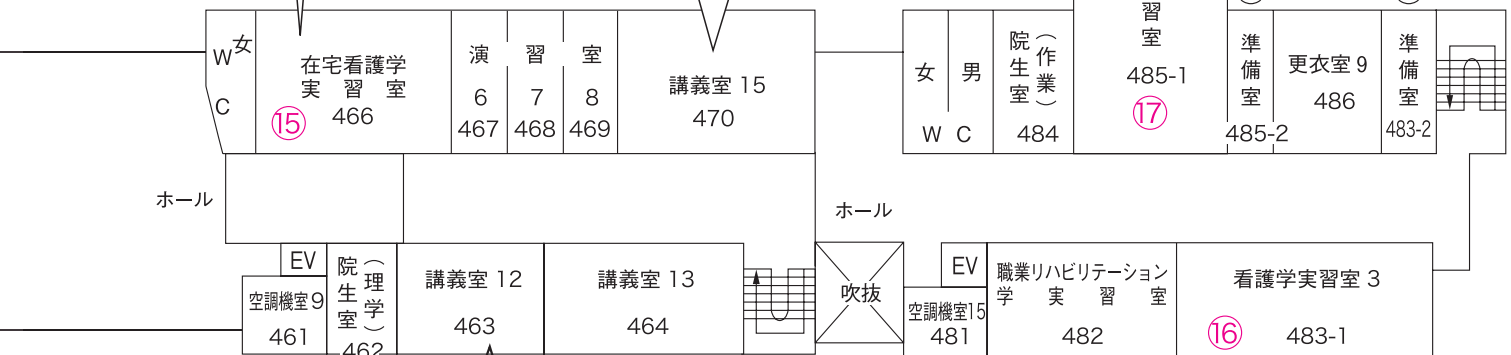 女
WC
在宅看護学
実習室
⑮
466
演習室
6
467
7
468
8
469
講義室 15
470
女
男
WC
院生室
（作業）
484
習室
485-1
⑰
準備室
485-2
更衣室 9
486
準備室
483-2
ホール
ホール
EV
空調機室9
461
院生室
（理学）
462
講義室 12
463
講義室 13
464
吹抜
EV
空調機室15
481
職業リハビリテーション
学実習室
482
看護学実習室 3
⑯
483-1